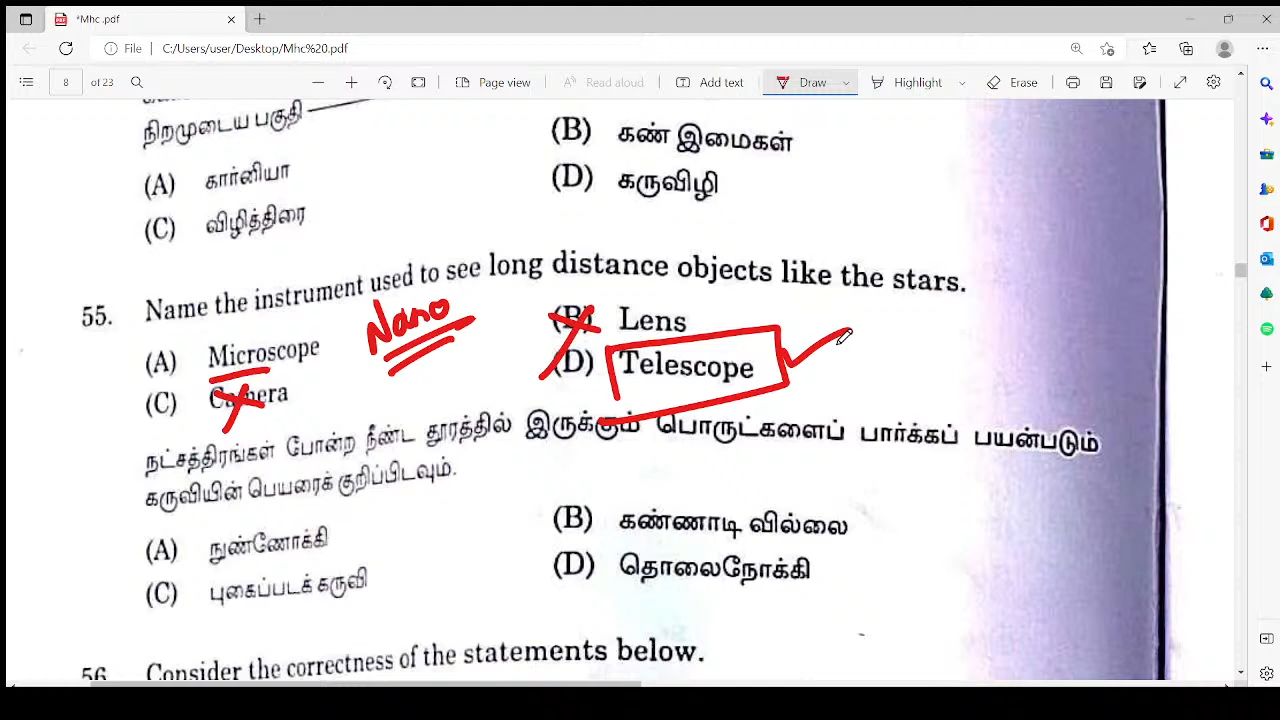 *Mhc .pdf
File C:/Users/user/Desktop/Mhc%20.pdf
8 of 23 Page view Read aloud Add text Draw Highlight Erase
நிறமுடைய பகுதி
(A) கார்னியா (B) கண் இமைகள்
(C) விழித்திரை (D) கருவிழி
55. Name the instrument used to see long distance objects like the stars.
Nano
(A) Microscope (B) Lens
(C) Camera (D) Telescope
நட்சத்திரங்கள் போன்ற நீண்ட தூரத்தில் இருக்கும் பொருட்களைப் பார்க்கப் பயன்படும்
கருவியின் பெயரைக் குறிப்பிடவும்.
(A) நுண்ணோக்கி (B) கண்ணாடி வில்லை
(C) புகைப்படக் கருவி (D) தொலைநோக்கி
56. Consider the correctness of the statements below.